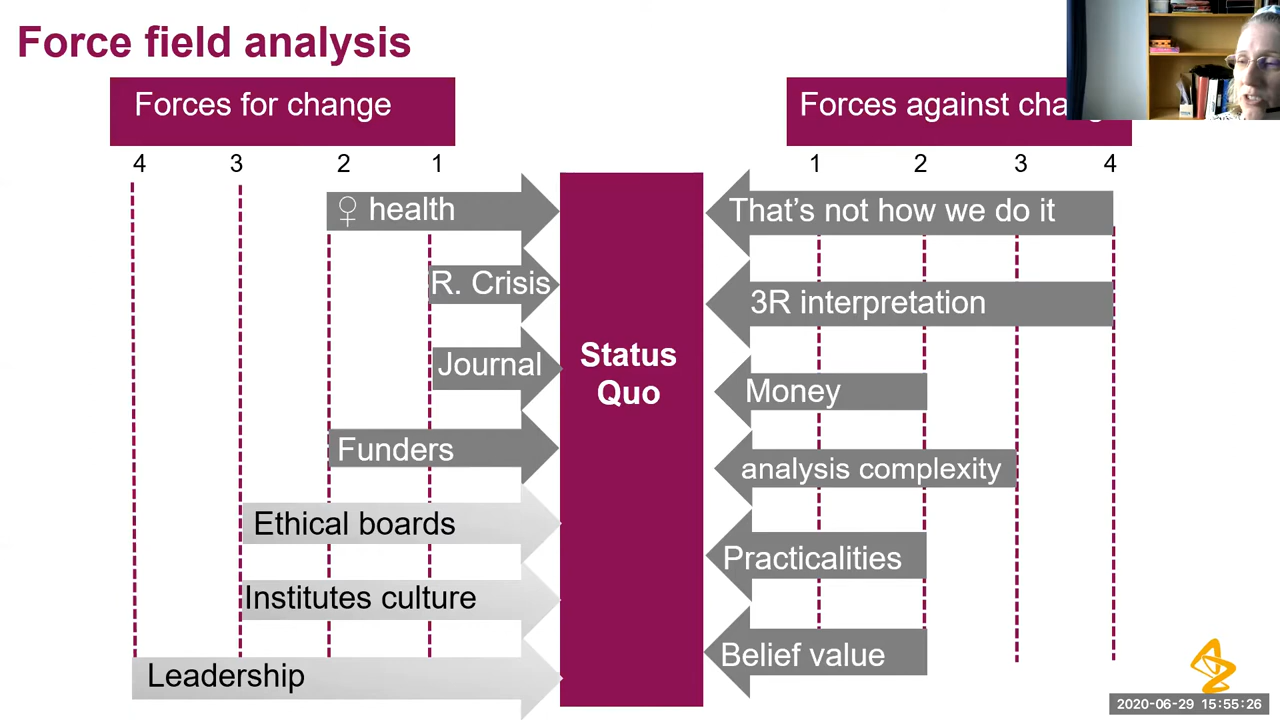 Force field analysis
Forces for change
Forces against chang
4 3 2 1
1 2 3 4
♀ health
R. Crisis
Journal
Funders
Ethical boards
Institutes culture
Leadership
Status
Quo
That's not how we do it
3R interpretation
Money
analysis complexity
Practicalities
Belief value
2020-06-29 15:55:26